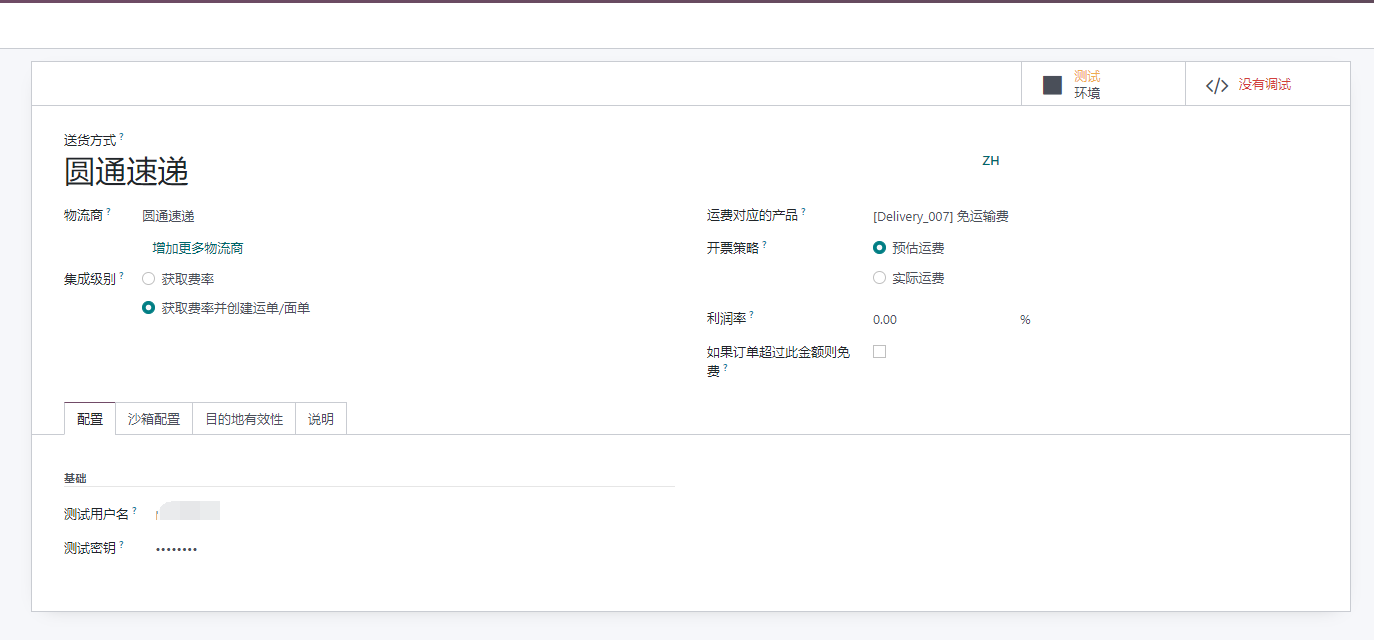 测试
环境
没有调试
送货方式 ?
圆通速递
ZH
物流商 ?
圆通速递
增加更多物流商
集成级别 ?
获取费率
获取费率并创建运单/面单
运费对应的产品 ?
[Delivery_007] 免运输费
开票策略 ?
预估运费
实际运费
利润率 ?
0.00
%
如果订单超过此金额则免
费 ?
配置
沙箱配置
目的地有效性
说明
基础
测试用户名 ?
测试密钥 ?
••••••••